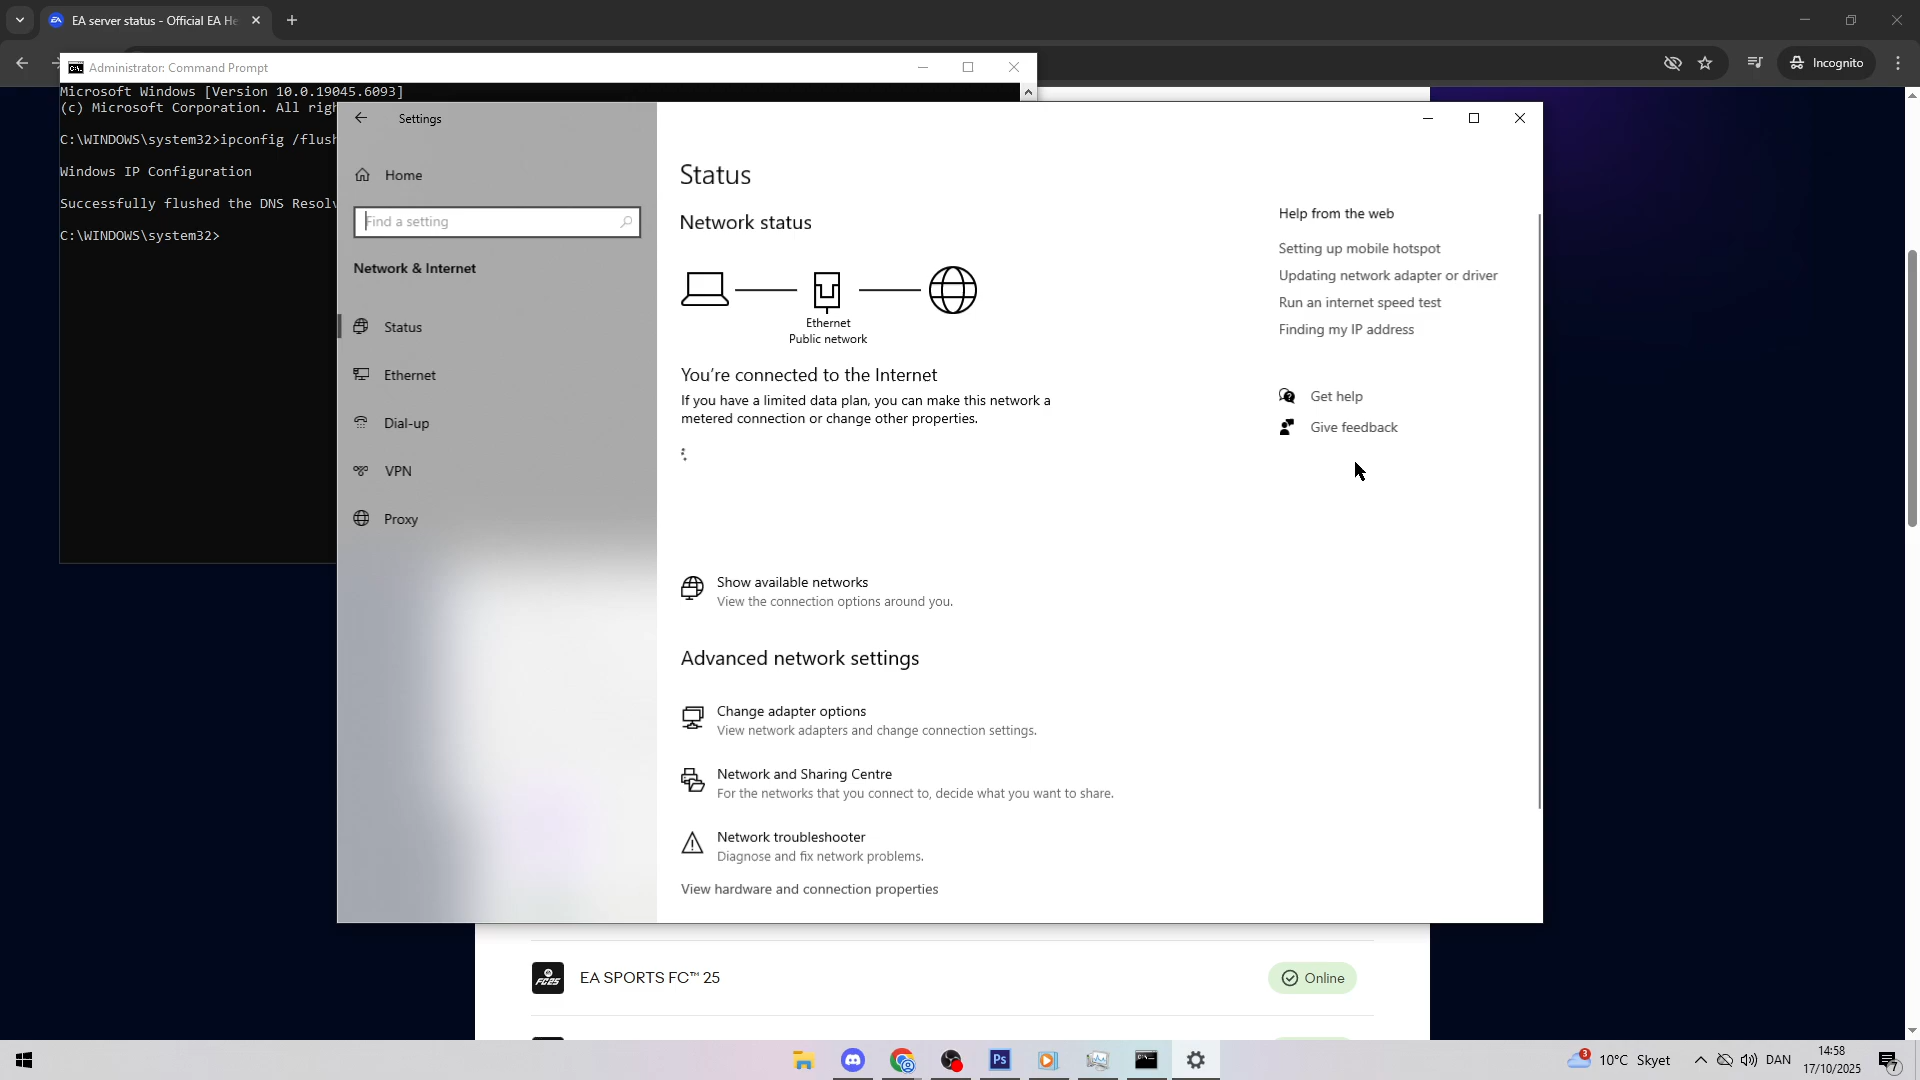 EA server status - Official EA He
Incognito
Administrator: Command Prompt
Microsoft Windows [Version 10.0.19045.6093]
(c) Microsoft Corporation. All righ
C:\WINDOWS\system32>ipconfig /flush
Windows IP Configuration
Successfully flushed the DNS Resolv
C:\WINDOWS\system32>
Settings
Home
Find a setting
Network & Internet
Status
Ethernet
Dial-up
VPN
Proxy
Status
Network status
Ethernet
Public network
You're connected to the Internet
If you have a limited data plan, you can make this network a
metered connection or change other properties.
Show available networks
View the connection options around you.
Advanced network settings
Change adapter options
View network adapters and change connection settings.
Network and Sharing Centre
For the networks that you connect to, decide what you want to share.
Network troubleshooter
Diagnose and fix network problems.
View hardware and connection properties
Help from the web
Setting up mobile hotspot
Updating network adapter or driver
Run an internet speed test
Finding my IP address
Get help
Give feedback
FC25
EA SPORTS FC™ 25
Online
Ps
3
10°C Skyet
DAN
14:58
17/10/2025
7